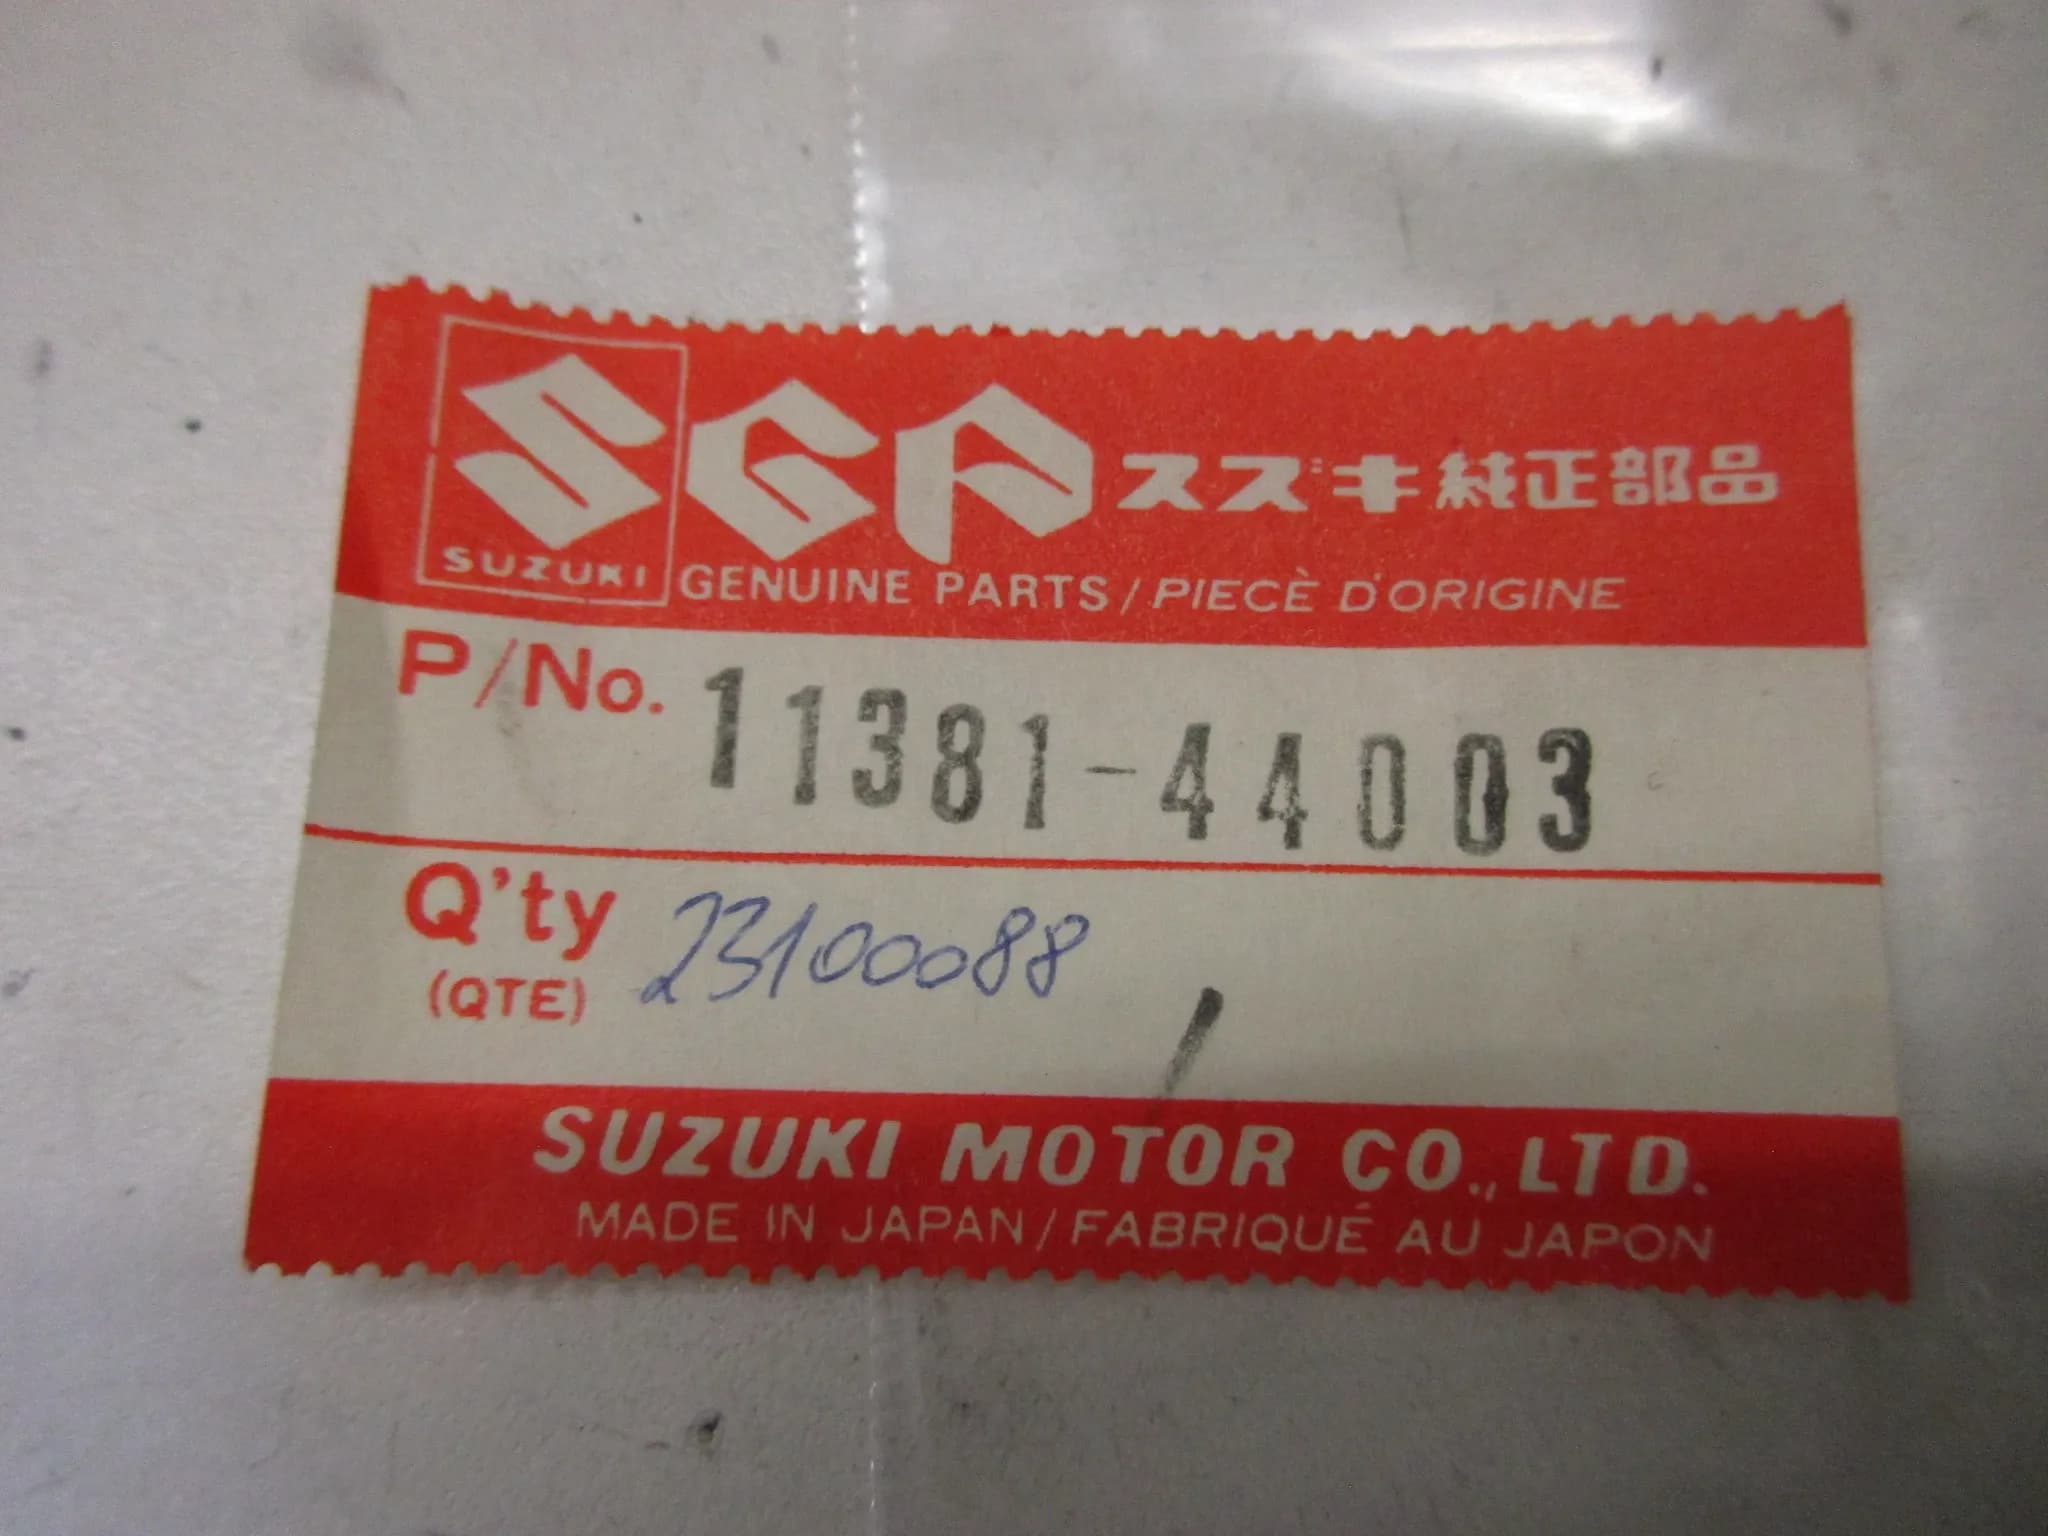 SGP スズキ純正部品
SUZUKI GENUINE PARTS / PIECÈ D'ORIGINE
P/No. 11381-44003
Q'ty 23100088
(QTE) 1
SUZUKI MOTOR CO., LTD.
MADE IN JAPAN / FABRIQUÉ AU JAPON